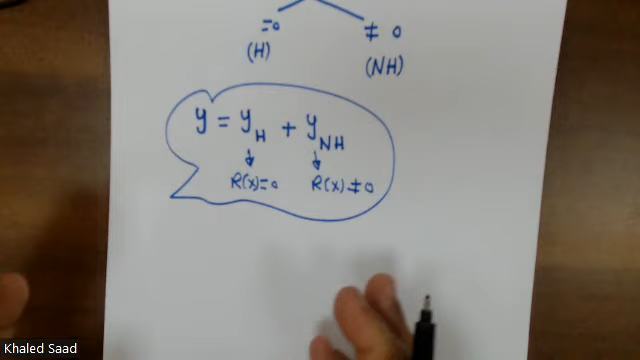 =0 ≠ 0
(H) (NH)
y = y_H + y_NH
↓ ↓
R(x)=0 R(x)≠0
Khaled Saad